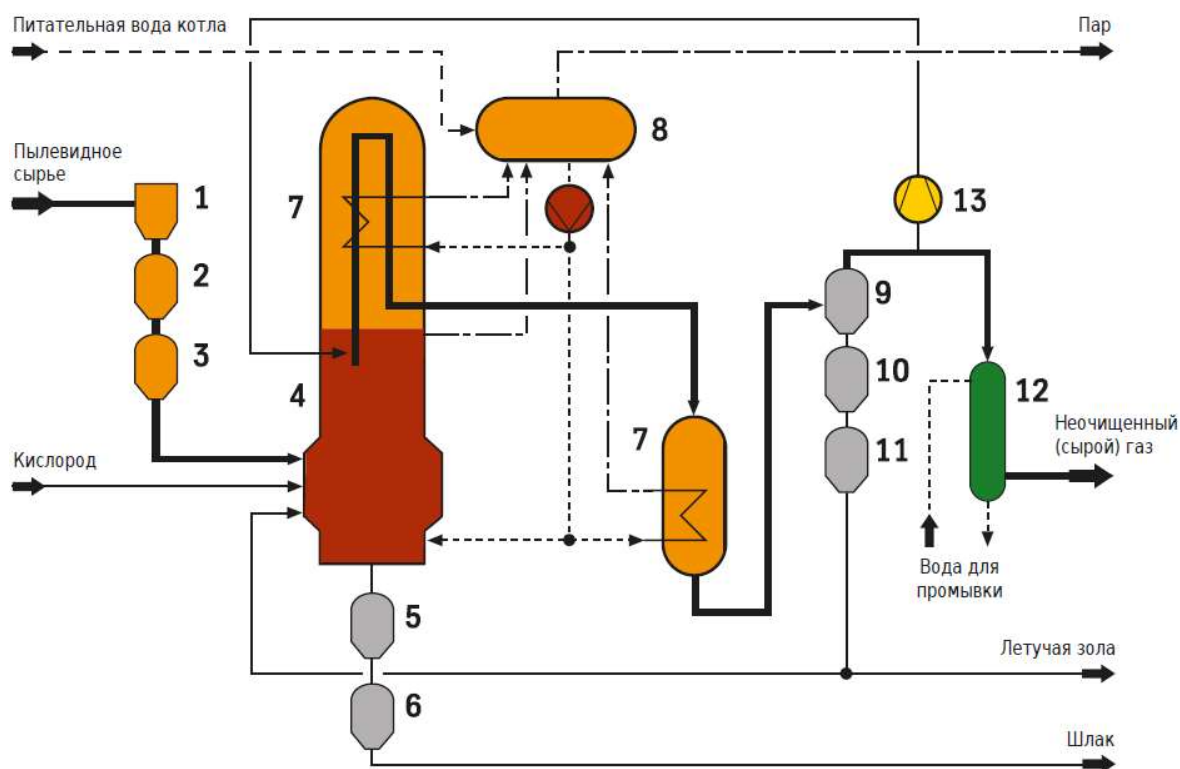 Питательная вода котла
Пар
Пылевидное
сырье
1
2
3
4
5
6
7
8
7
9
10
11
12
13
Кислород
Неочищенный
(сырой) газ
Вода для
промывки
Летучая зола
Шлак